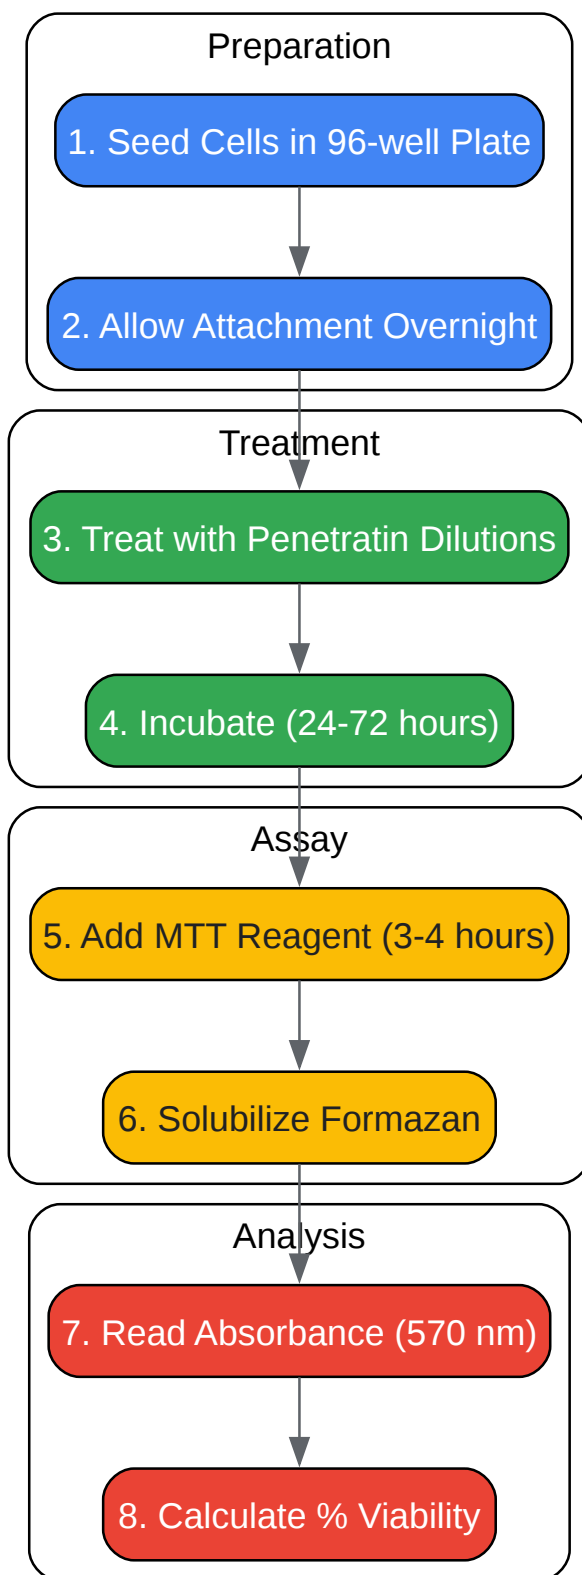 Preparation
1. Seed Cells in 96-well Plate
2. Allow Attachment Overnight
Treatment
3. Treat with Penetratin Dilutions
4. Incubate (24-72 hours)
Assay
5. Add MTT Reagent (3-4 hours)
6. Solubilize Formazan
Analysis
7. Read Absorbance (570 nm)
8. Calculate % Viability